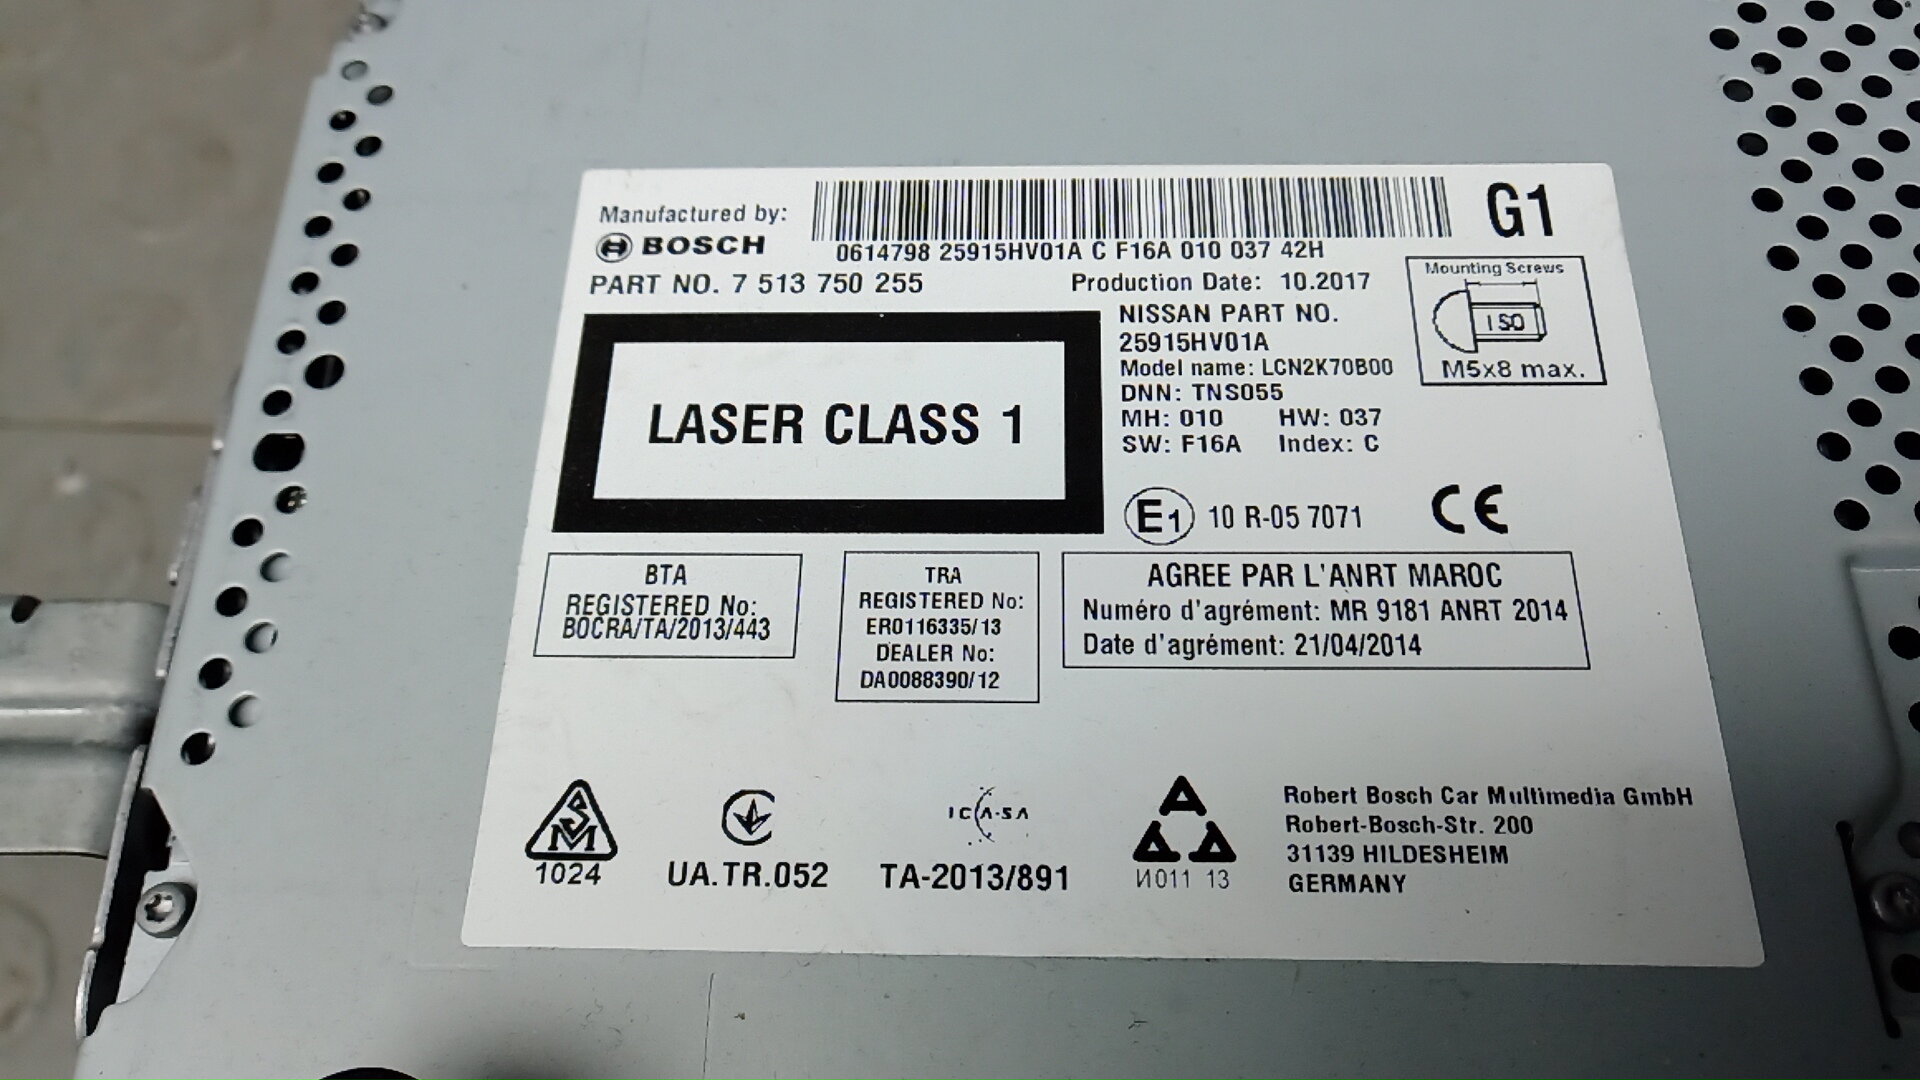 Manufactured by:
BOSCH
G1
0614798 25915HV01A C F16A 010 037 42H
PART NO. 7 513 750 255
Production Date: 10.2017
Mounting Screws
ISO
M5x8 max.
NISSAN PART NO.
25915HV01A
Model name: LCN2K70B00
DNN: TNS055
MH: 010 HW: 037
SW: F16A Index: C
LASER CLASS 1
E1 10 R-05 7071 CE
BTA
REGISTERED No:
BOCRA/TA/2013/443
TRA
REGISTERED No:
ER0116335/13
DEALER No:
DA0088390/12
AGREE PAR L'ANRT MAROC
Numéro d'agrément: MR 9181 ANRT 2014
Date d'agrément: 21/04/2014
SM
1024
UA.TR.052
ICA-SA
TA-2013/891
И011 13
Robert Bosch Car Multimedia GmbH
Robert-Bosch-Str. 200
31139 HILDESHEIM
GERMANY